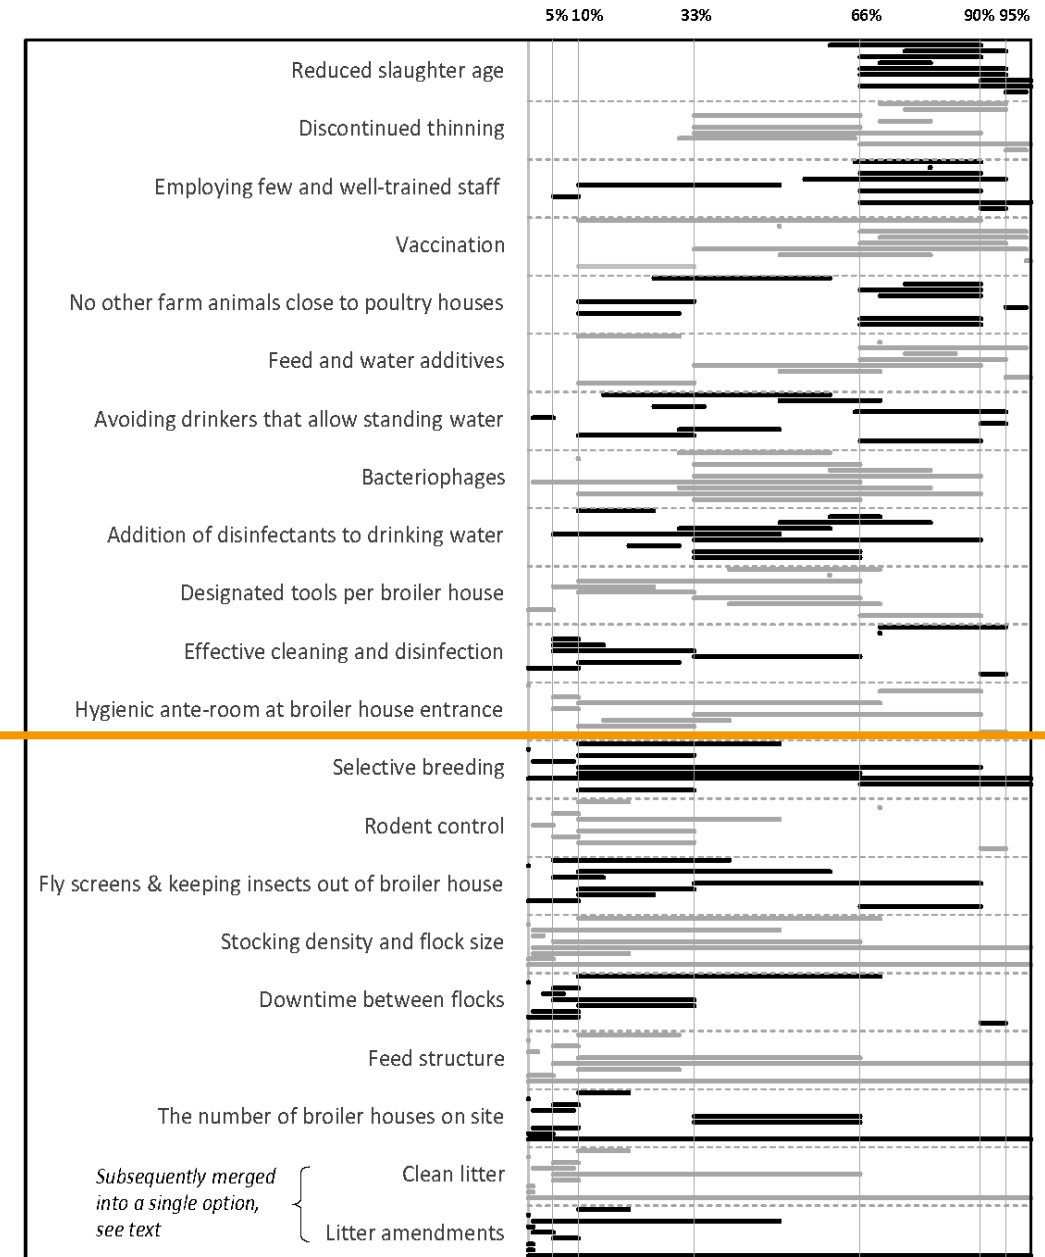 5% 10% 33% 66% 90% 95%
Reduced slaughter age
Discontinued thinning
Employing few and well-trained staff
Vaccination
No other farm animals close to poultry houses
Feed and water additives
Avoiding drinkers that allow standing water
Bacteriophages
Addition of disinfectants to drinking water
Designated tools per broiler house
Effective cleaning and disinfection
Hygienic ante-room at broiler house entrance
Selective breeding
Rodent control
Fly screens & keeping insects out of broiler house
Stocking density and flock size
Downtime between flocks
Feed structure
The number of broiler houses on site
Clean litter
Subsequently merged
into a single option,
see text
Litter amendments